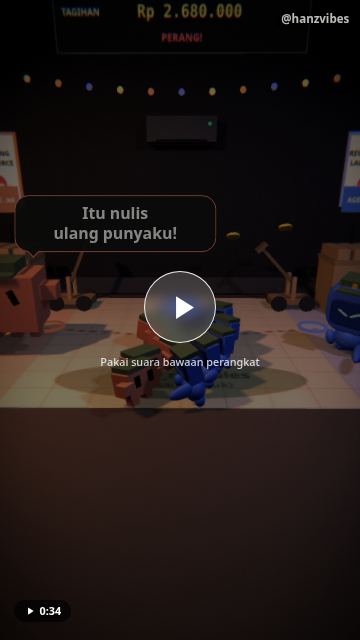 TAGIHAN Rp 2.680.000
@hanzvibes
PERANG!
Itu nulis
ulang punyaku!
Pakai suara bawaan perangkat
0:34